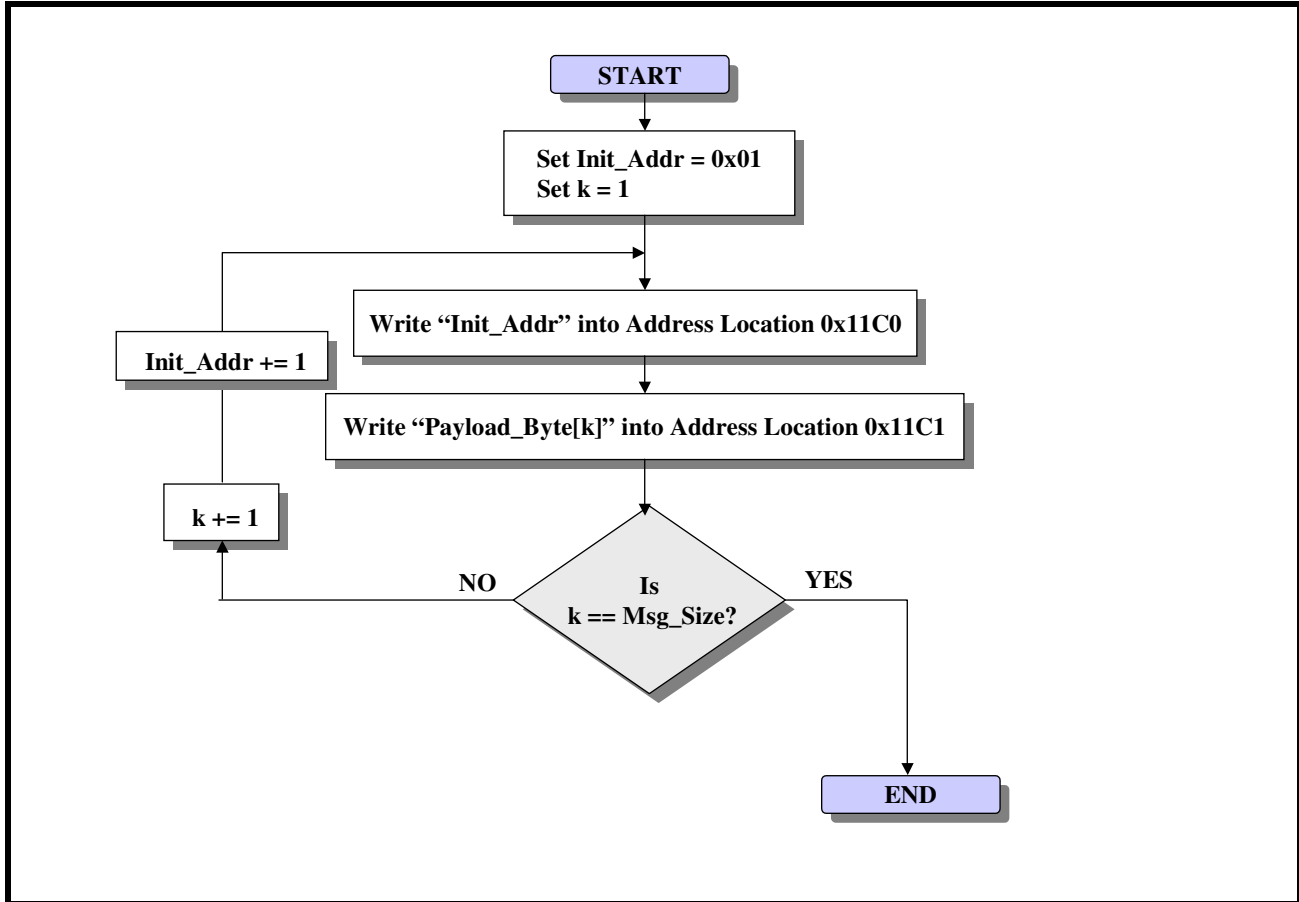 START
Set Init_Addr = 0x01
Set k = 1
Write “Init_Addr” into Address Location 0x11C0
Init_Addr += 1
Write “Payload_Byte[k]” into Address Location 0x11C1
k += 1
NO
YES
Is
k == Msg_Size?
END